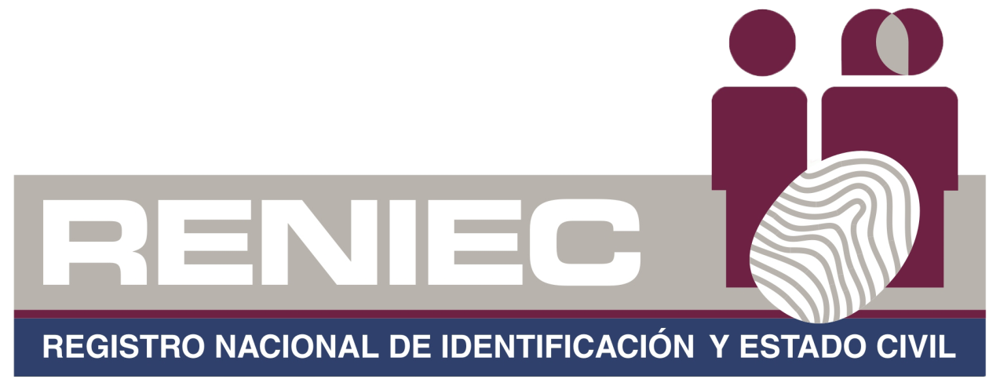 RENIEC
REGISTRO NACIONAL DE IDENTIFICACIÓN Y ESTADO CIVIL